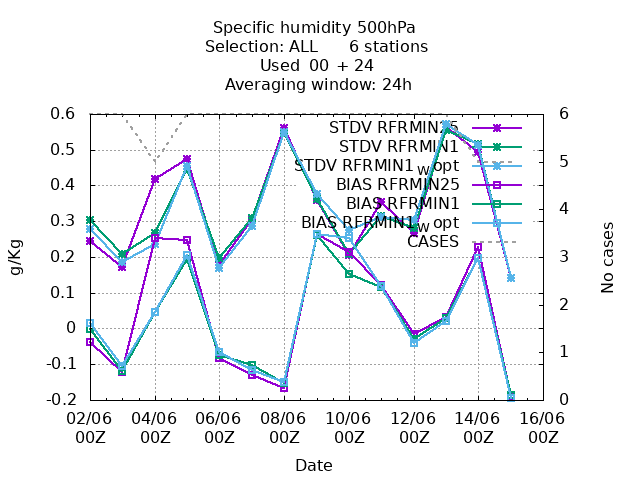 Specific humidity 500hPa
Selection: ALL 6 stations
Used 00 + 24
Averaging window: 24h
0.6
0.5
0.4
0.3
0.2
0.1
0
-0.1
-0.2
g/Kg
6
5
4
3
2
1
0
No cases
STDV RFRMIN25
STDV RFRMIN1
STDV RFRMIN1wopt
BIAS RFRMIN25
BIAS RFRMIN1
BIAS RFRMIN1wopt
CASES
02/06 04/06 06/06 08/06 10/06 12/06 14/06 16/06
00Z 00Z 00Z 00Z 00Z 00Z 00Z 00Z
Date